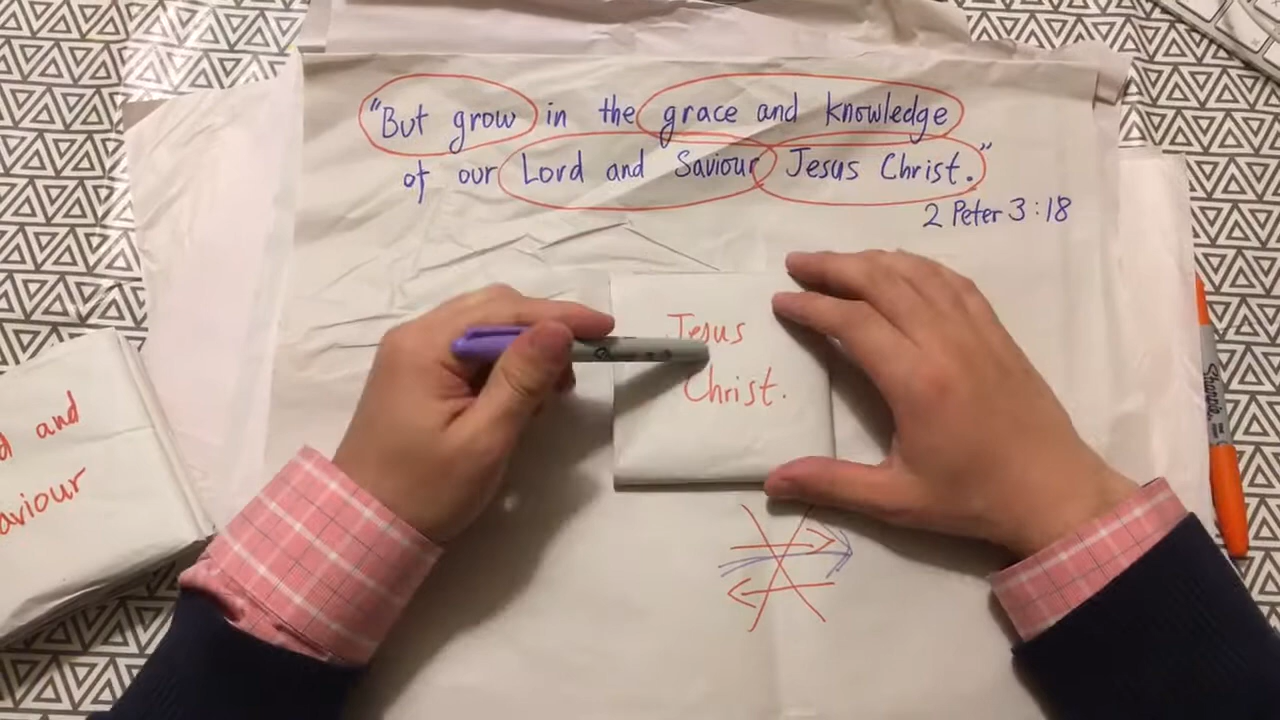 "But grow in the grace and knowledge
of our Lord and Saviour Jesus Christ."
2 Peter 3:18
Jesus
Christ.
and
aviour
Sharpie